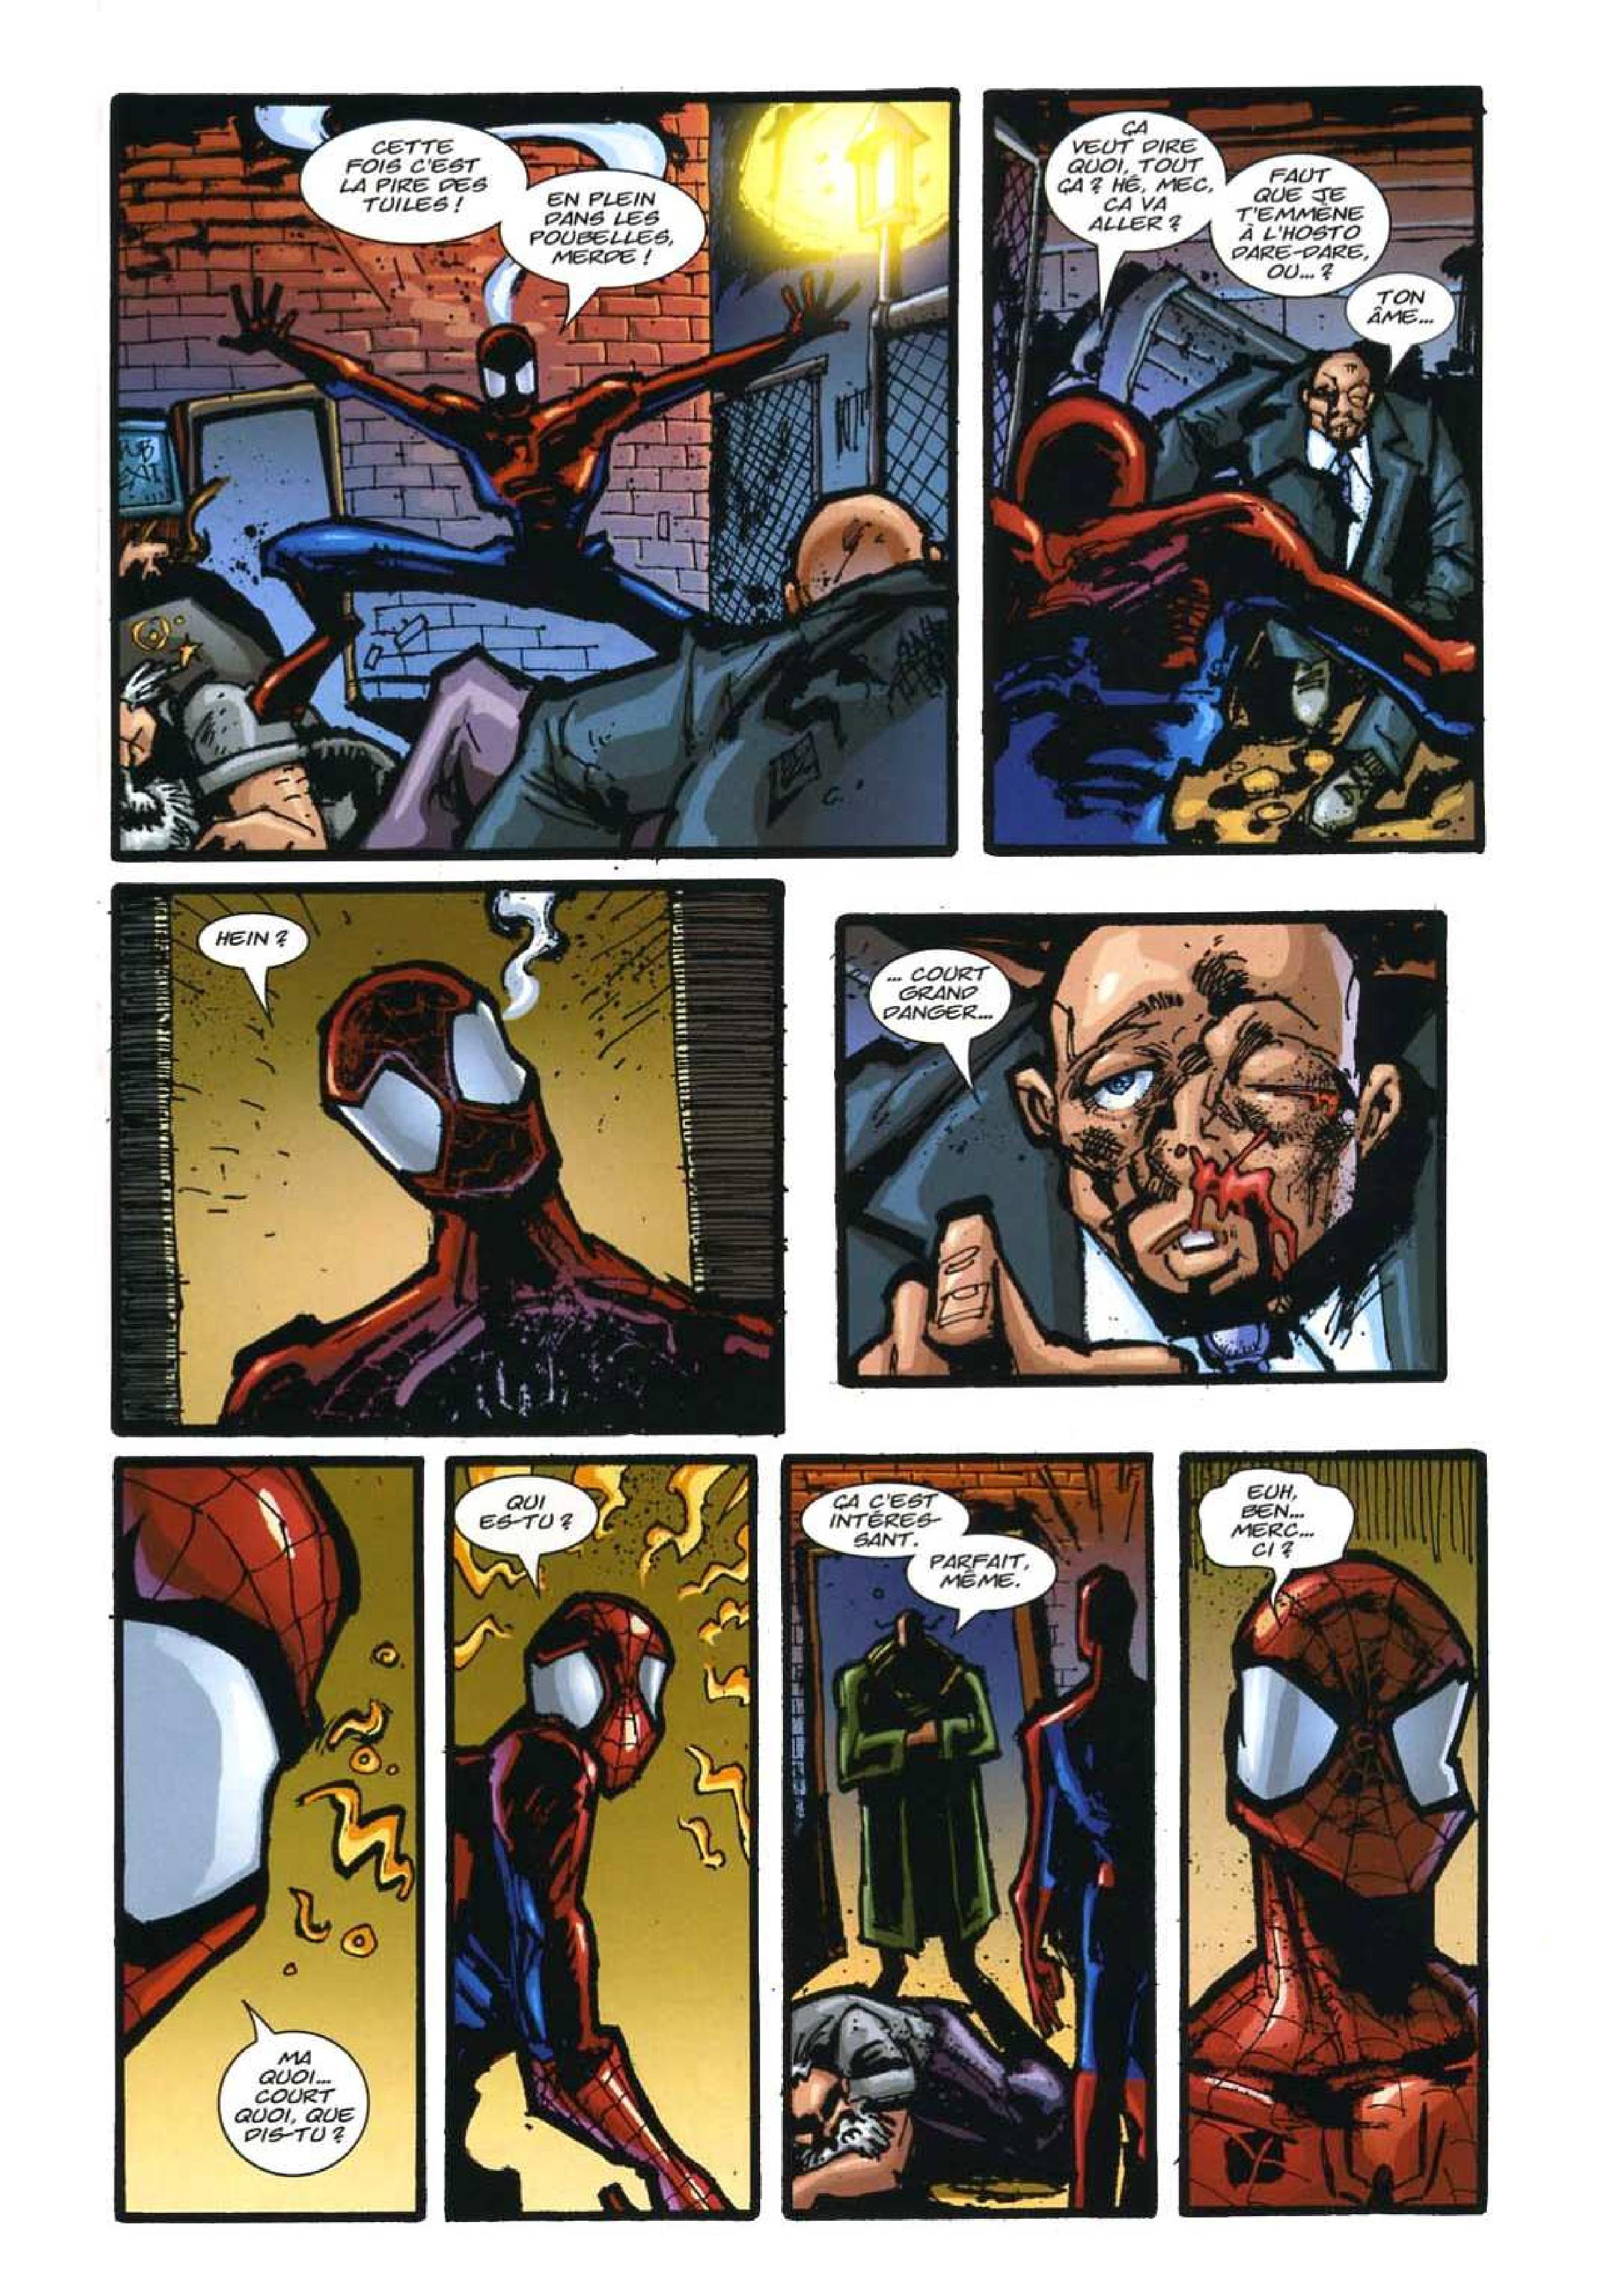 CETTE
FOIS C'EST
LA PIRE DES
TUILES !
EN PLEIN
DANS LES
POUBELLES,
MERDE !
ÇA
VEUT DIRE
QUOI, TOUT
ÇA ? HÉ, MEC,
CA VA
ALLER ?
FAUT
QUE JE
T'EMMÈNE
À L'HOSTO
DARE-DARE,
OU... ?
TON
ÂME...
HEIN ?
... COURT
GRAND
DANGER...
MA
QUOI...
COURT
QUOI, QUE
DIS-TU ?
QUI
ES-TU ?
ÇA C'EST
INTÉRES-
SANT.
PARFAIT,
MÊME.
EUH,
BEN...
MERC...
CI ?